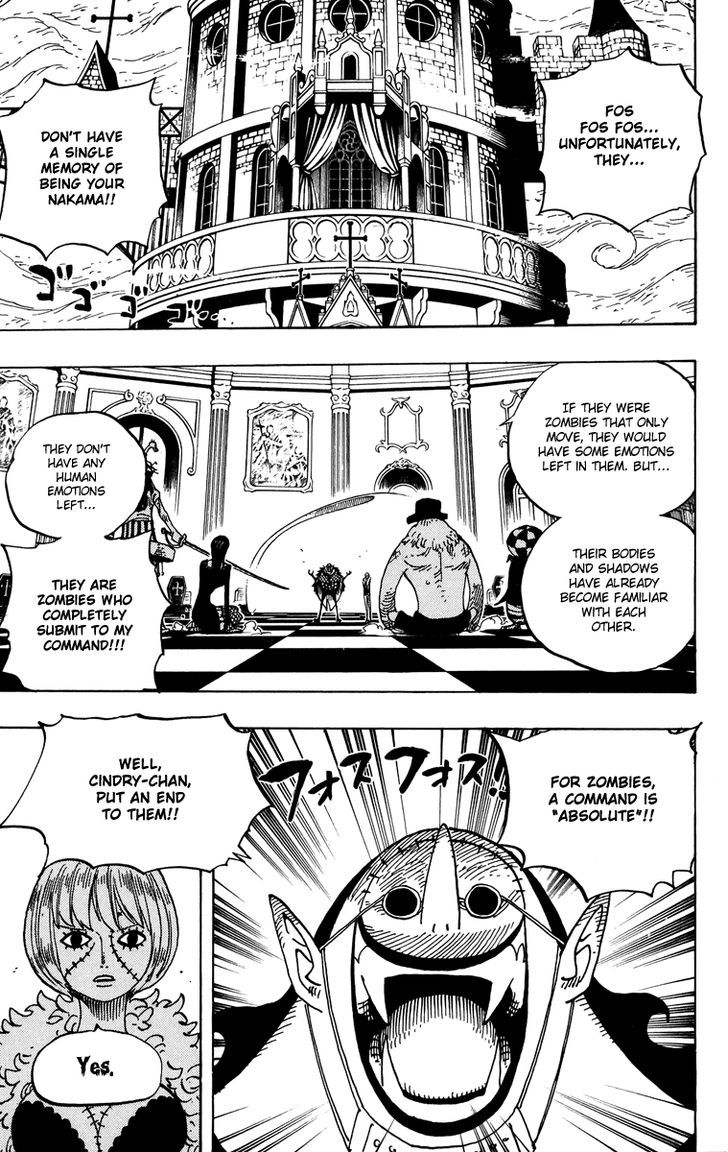 FOS
FOS FOS...
UNFORTUNATELY,
THEY...
DON'T HAVE
A SINGLE
MEMORY OF
BEING YOUR
NAKAMA!!
ゴゴゴゴ...
IF THEY WERE
ZOMBIES THAT ONLY
MOVE, THEY WOULD
HAVE SOME EMOTIONS
LEFT IN THEM. BUT...
THEIR BODIES
AND SHADOWS
HAVE ALREADY
BECOME FAMILIAR
WITH EACH
OTHER.
THEY DON'T
HAVE ANY
HUMAN
EMOTIONS
LEFT...
THEY ARE
ZOMBIES WHO
COMPLETELY
SUBMIT TO MY
COMMAND!!!
FOR ZOMBIES,
A COMMAND IS
"ABSOLUTE"!!
フォスフォス!!
WELL,
CINDRY-CHAN,
PUT AN END
TO THEM!!
Yes.